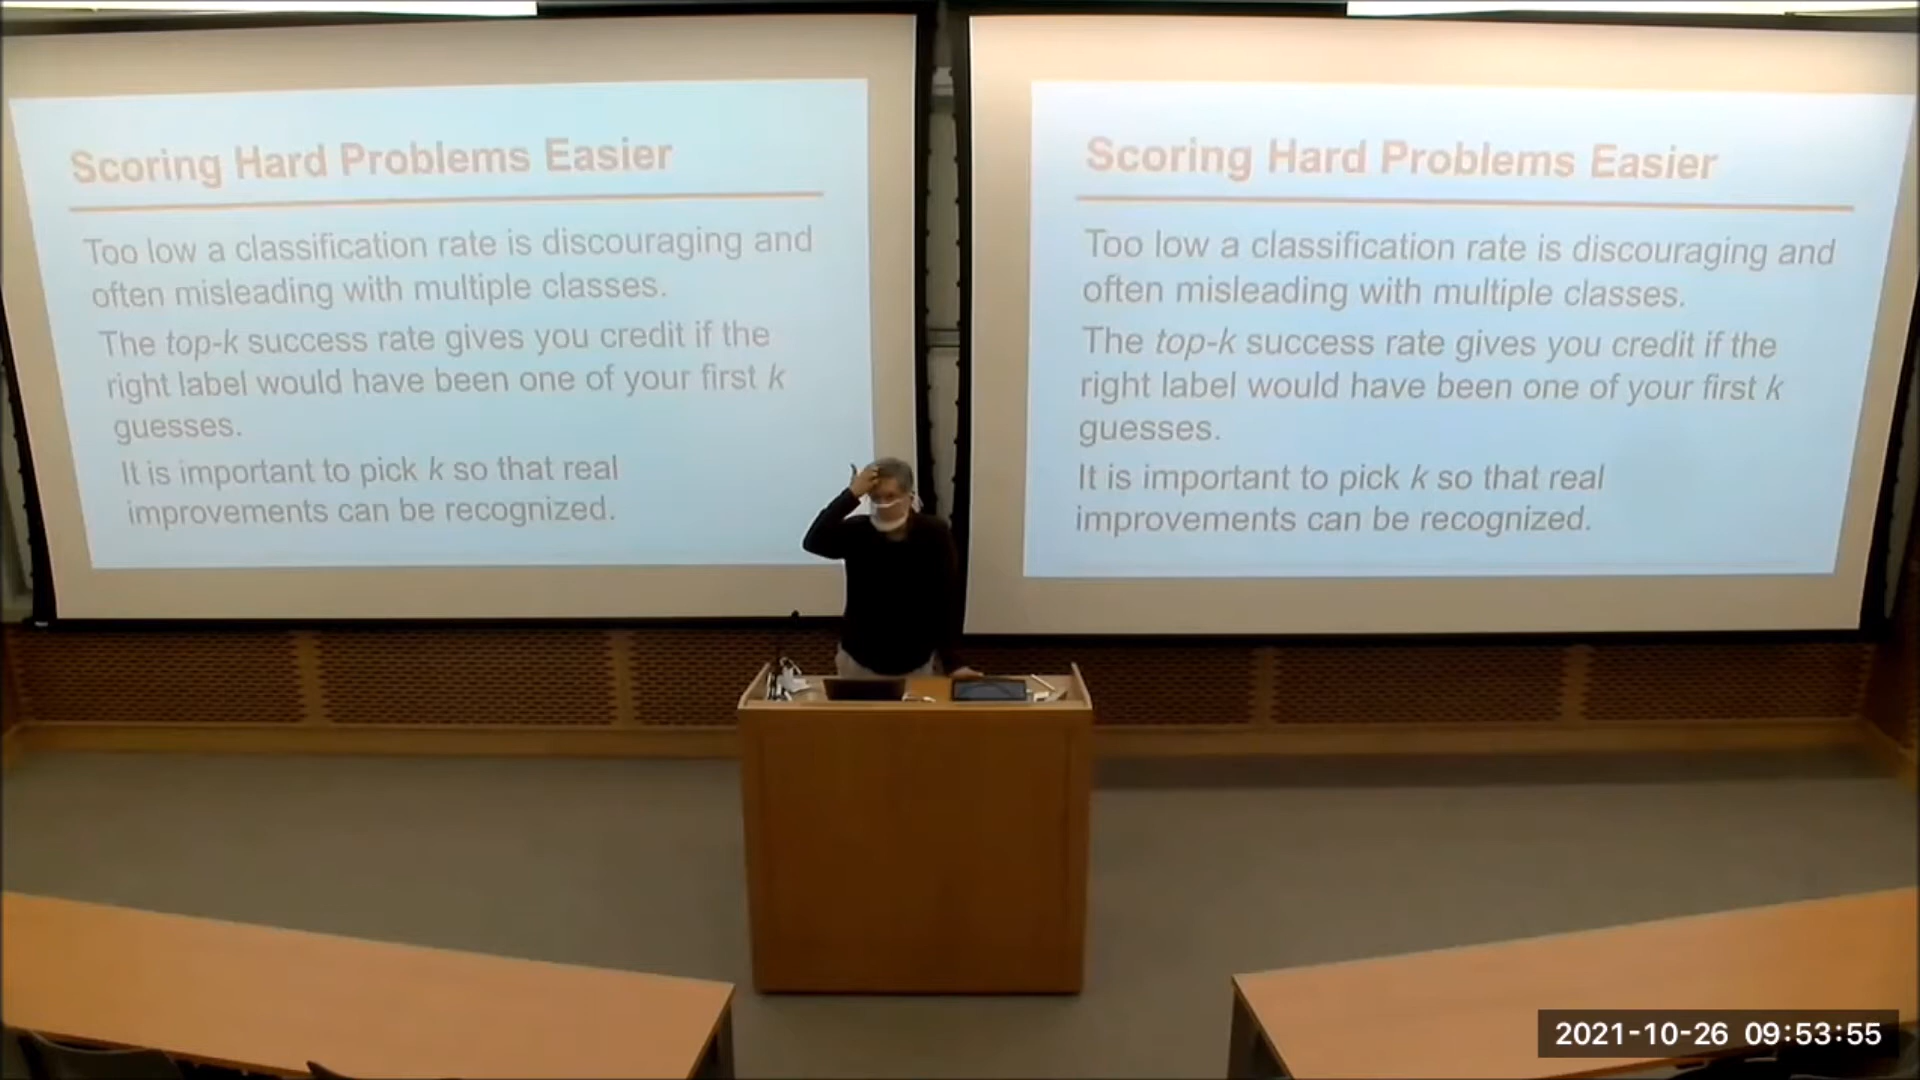 Scoring Hard Problems Easier
Too low a classification rate is discouraging and
often misleading with multiple classes.
The top-k success rate gives you credit if the
right label would have been one of your first k
guesses.
It is important to pick k so that real
improvements can be recognized.
Scoring Hard Problems Easier
Too low a classification rate is discouraging and
often misleading with multiple classes.
The top-k success rate gives you credit if the
right label would have been one of your first k
guesses.
It is important to pick k so that real
improvements can be recognized.
2021-10-26 09:53:55